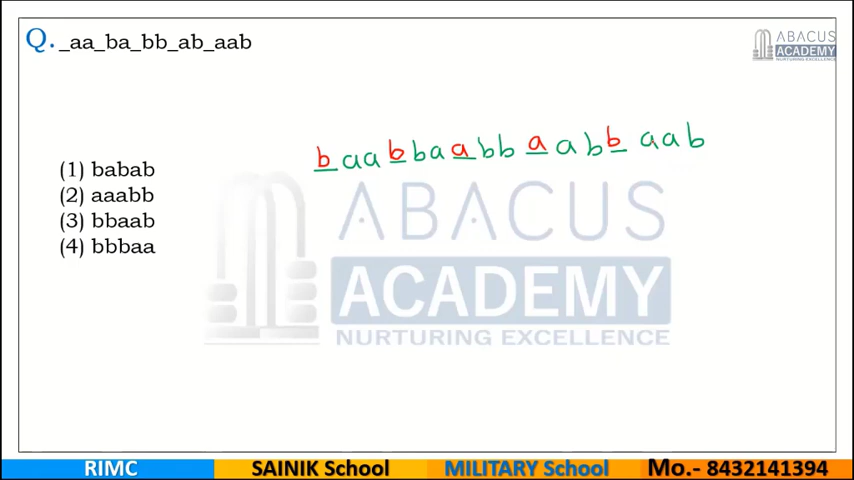 Q. _aa_ba_bb_ab_aab
ABACUS
ACADEMY
NURTURING EXCELLENCE
b aa b ba a bb a ab b aab
(1) babab
(2) aaabb
(3) bbaab
(4) bbbaa
ABACUS
ACADEMY
NURTURING EXCELLENCE
RIMC SAINIK School MILITARY School Mo.- 8432141394